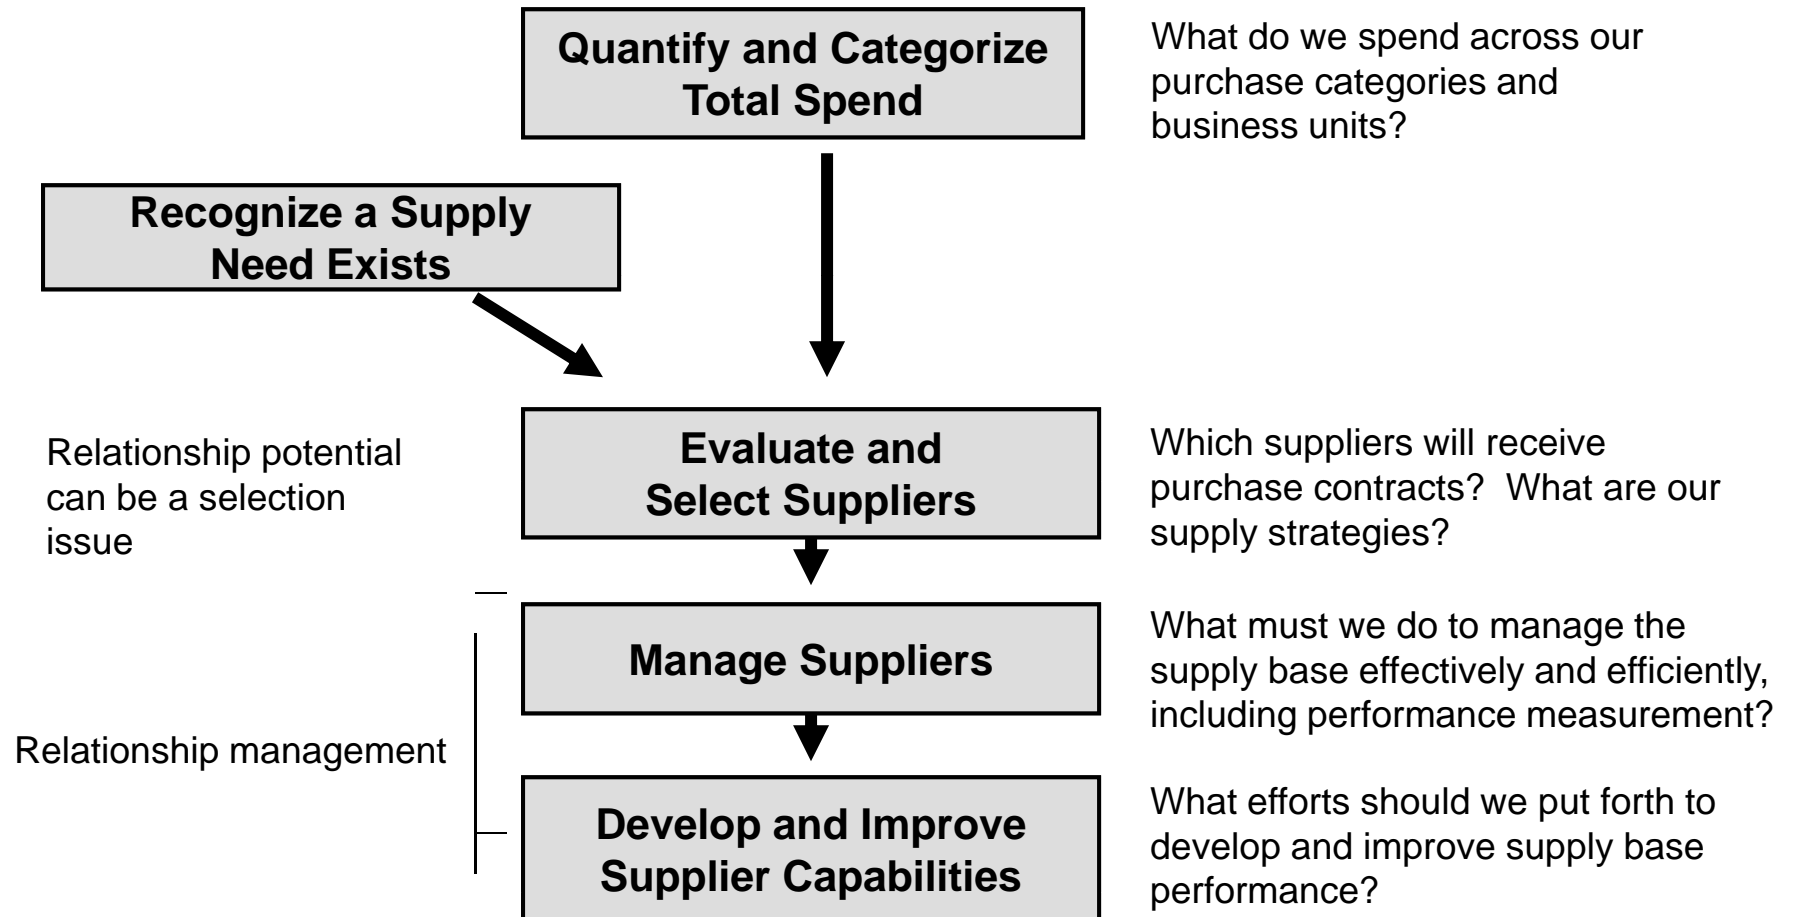 Quantify and Categorize
Total Spend
What do we spend across our
purchase categories and
business units?
Recognize a Supply
Need Exists
Relationship potential
can be a selection
issue
Evaluate and
Select Suppliers
Which suppliers will receive
purchase contracts?  What are our
supply strategies?
Manage Suppliers
What must we do to manage the
supply base effectively and efficiently,
including performance measurement?
Relationship management
Develop and Improve
Supplier Capabilities
What efforts should we put forth to
develop and improve supply base
performance?